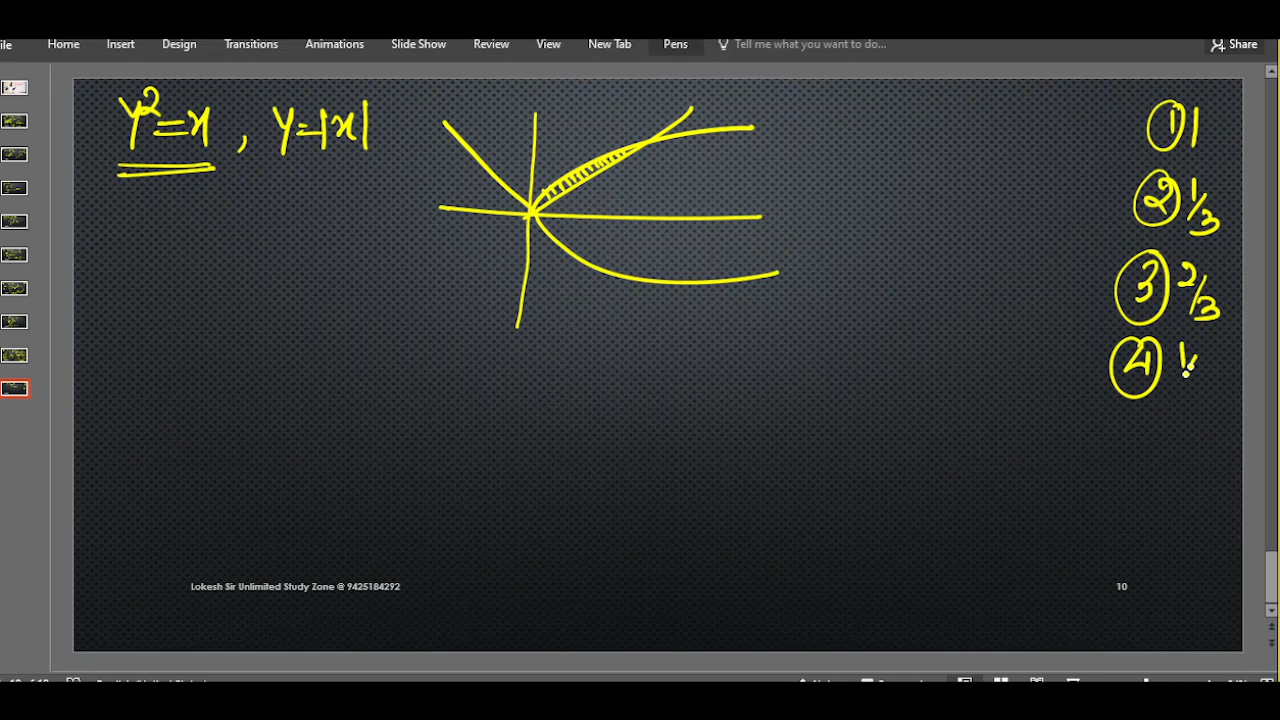 File Home Insert Design Transitions Animations Slide Show Review View New Tab Pens Tell me what you want to do... Share
y²=x , y=|x|
① 1
② 1/3
③ 2/3
④
Lokesh Sir Unlimited Study Zone @ 9425184292
10